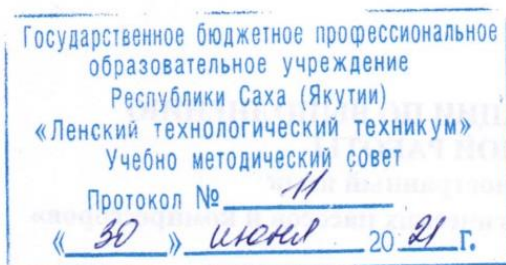 Государственное бюджетное профессиональное
образовательное учреждение
Республики Саха (Якутии)
«Ленский технологический техникум»
Учебно методический совет
Протокол № 11
« 30 » июня 20 21 г.